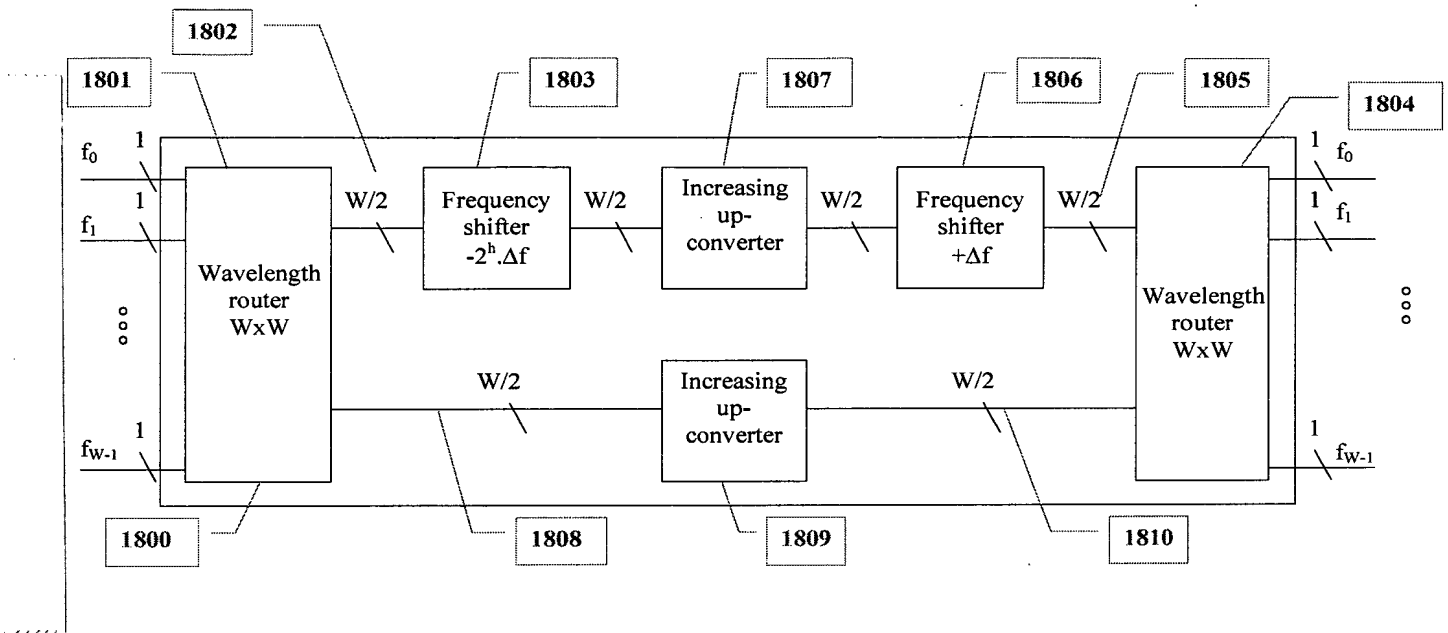 1802
1801
1803
1807
1806
1805
1804
f0
1
f1
1
fW-1
1
Wavelength
router
WxW
W/2
Frequency
shifter
-2^h.Δf
W/2
Increasing
up-
converter
W/2
Frequency
shifter
+Δf
W/2
Wavelength
router
WxW
W/2
Increasing
up-
converter
W/2
1
f0
1
f1
1
fW-1
1800
1808
1809
1810